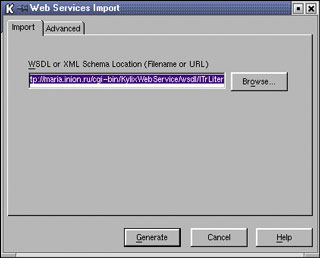 K Web Services Import
Import Advanced
WSDL or XML Schema Location (Filename or URL)
tp://maria.inion.ru/cgi-bin/KylixWebService/wsdl/ITrLiter Browse...
Generate Cancel Help